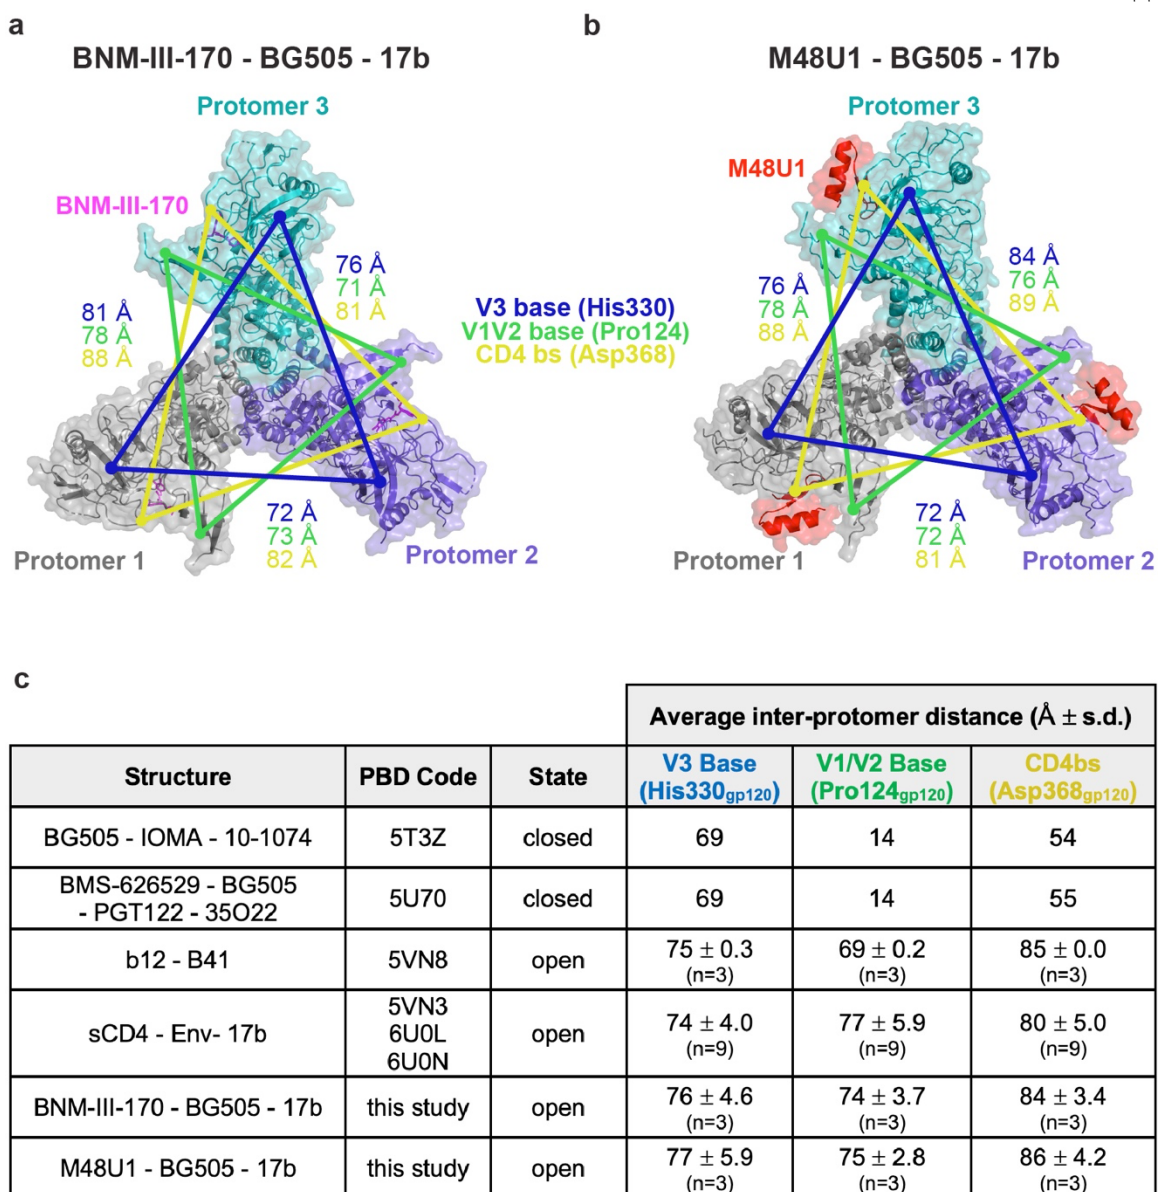 a
BNM-III-170 - BG505 - 17b
Protomer 3
BNM-III-170
76 Å
71 Å
81 Å
81 Å
78 Å
88 Å
72 Å
73 Å
82 Å
Protomer 1
Protomer 2
V3 base (His330)
V1V2 base (Pro124)
CD4 bs (Asp368)
b
M48U1 - BG505 - 17b
Protomer 3
M48U1
84 Å
76 Å
89 Å
76 Å
78 Å
88 Å
72 Å
72 Å
81 Å
Protomer 1
Protomer 2
c
Average inter-protomer distance (Å ± s.d.)
Structure PBD Code State V3 Base (His330gp120) V1/V2 Base (Pro124gp120) CD4bs (Asp368gp120)
BG505 - IOMA - 10-1074 5T3Z closed 69 14 54
BMS-626529 - BG505 - PGT122 - 35O22 5U70 closed 69 14 55
b12 - B41 5VN8 open 75 ± 0.3 (n=3) 69 ± 0.2 (n=3) 85 ± 0.0 (n=3)
sCD4 - Env- 17b 5VN3 6U0L 6U0N open 74 ± 4.0 (n=9) 77 ± 5.9 (n=9) 80 ± 5.0 (n=9)
BNM-III-170 - BG505 - 17b this study open 76 ± 4.6 (n=3) 74 ± 3.7 (n=3) 84 ± 3.4 (n=3)
M48U1 - BG505 - 17b this study open 77 ± 5.9 (n=3) 75 ± 2.8 (n=3) 86 ± 4.2 (n=3)